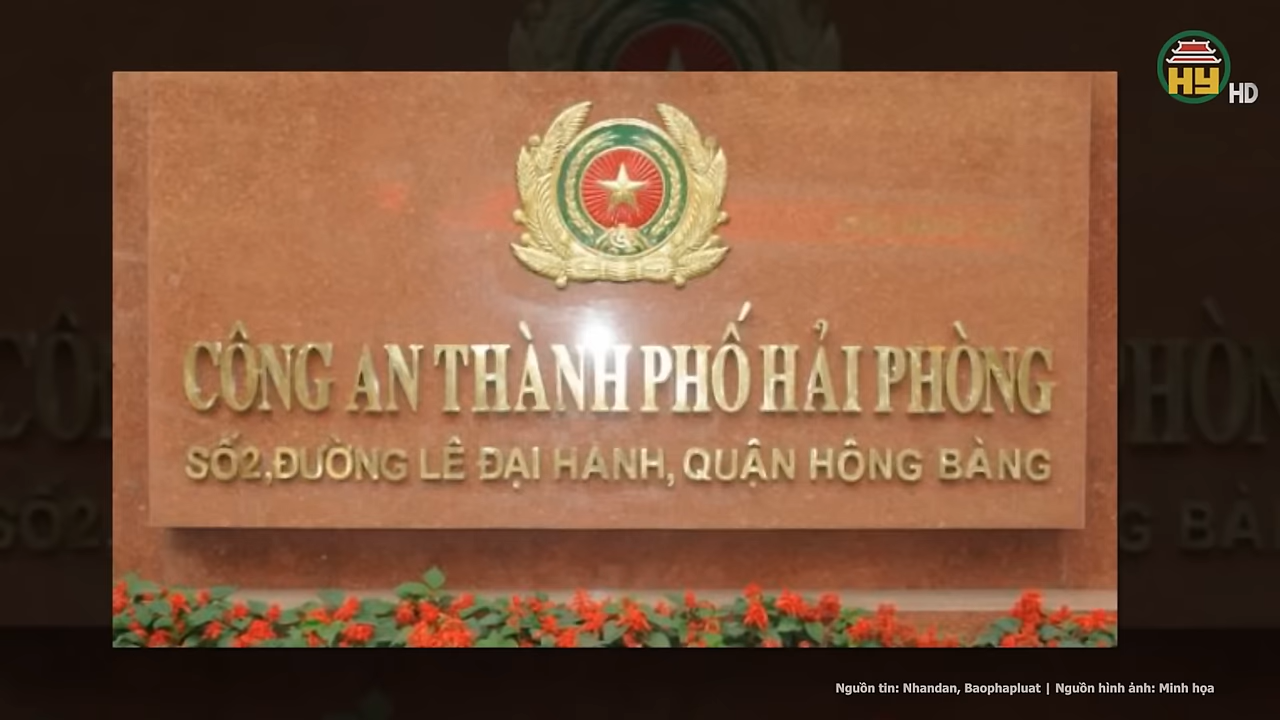 HY
HD
CÔNG AN THÀNH PHỐ HẢI PHÒNG
SỐ2,ĐƯỜNG LÊ ĐẠI HÀNH, QUẬN HỒNG BÀNG
Nguồn tin: Nhandan, Baophapluat | Nguồn hình ảnh: Minh họa